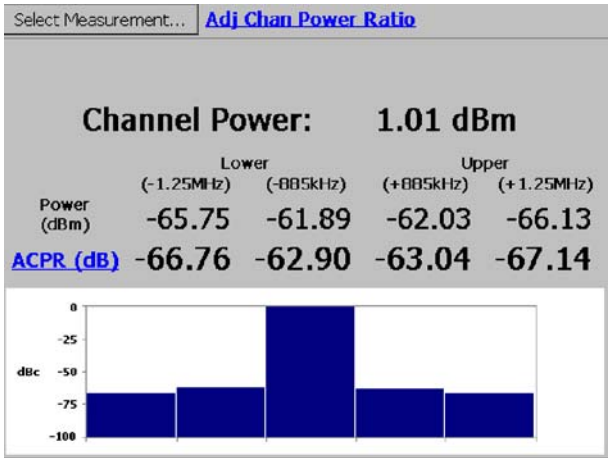 Select Measurement... Adj Chan Power Ratio
Channel Power: 1.01 dBm
Lower Upper
(-1.25MHz) (-885kHz) (+885kHz) (+1.25MHz)
Power
(dBm) -65.75 -61.89 -62.03 -66.13
ACPR (dB) -66.76 -62.90 -63.04 -67.14
0
-25
dBc -50
-75
-100